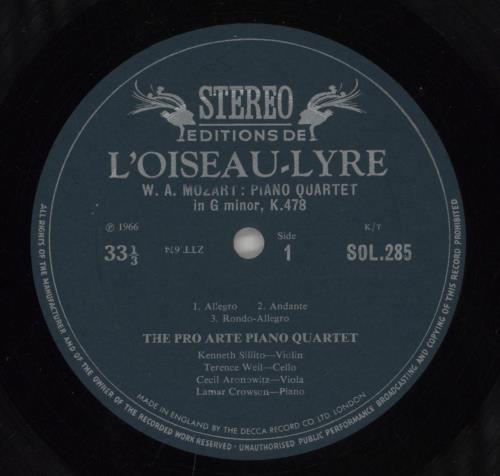 STEREO
EDITIONS DE
L'OISEAU-LYRE
W. A. MOZART: PIANO QUARTET
in G minor, K.478
℗ 1966
Side
K/T
33⅓
ZTT.674
1
SOL.285
1. Allegro 2. Andante
3. Rondo-Allegro
THE PRO ARTE PIANO QUARTET
Kenneth Sillito—Violin
Terence Weil—Cello
Cecil Aronowitz—Viola
Lamar Crowson—Piano
MADE IN ENGLAND BY THE DECCA RECORD CO LTD. LONDON
ALL RIGHTS OF THE MANUFACTURER AND OF THE OWNER OF THE RECORDED WORK RESERVED · UNAUTHORISED PUBLIC PERFORMANCE BROADCASTING AND COPYING OF THIS RECORD PROHIBITED